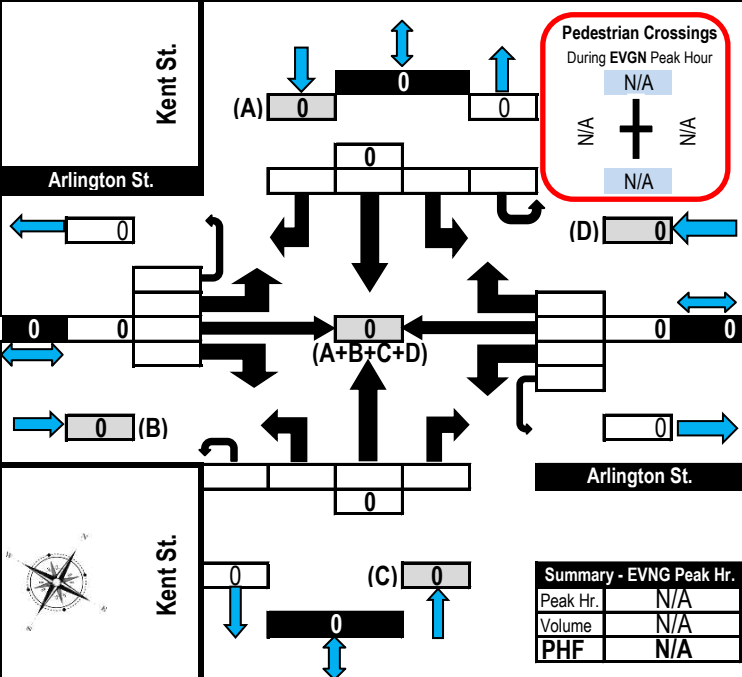 Kent St.
(A)
0
0
0
0
Pedestrian Crossings
During EVGN Peak Hour
N/A
N/A
N/A
N/A
Arlington St.
0
(D)
0
0
0
0
(A+B+C+D)
0
0
0
(B)
0
Arlington St.
0
Kent St.
0
(C)
0
0
Summary - EVNG Peak Hr.
Peak Hr. N/A
Volume N/A
PHF N/A